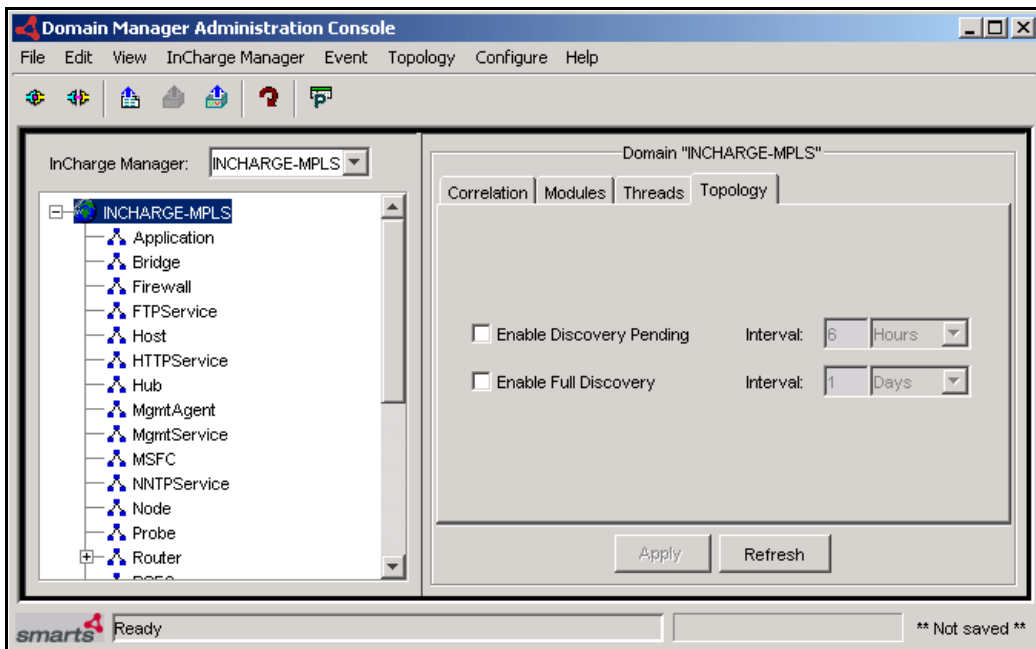 Domain Manager Administration Console
File Edit View InCharge Manager Event Topology Configure Help
InCharge Manager: INCHARGE-MPLS
INCHARGE-MPLS
Application
Bridge
Firewall
FTPService
Host
HTTPService
Hub
MgmtAgent
MgmtService
MSFC
NNTPService
Node
Probe
Router
Domain "INCHARGE-MPLS"
Correlation Modules Threads Topology
Enable Discovery Pending Interval: 6 Hours
Enable Full Discovery Interval: 1 Days
Apply Refresh
smarts Ready ** Not saved **